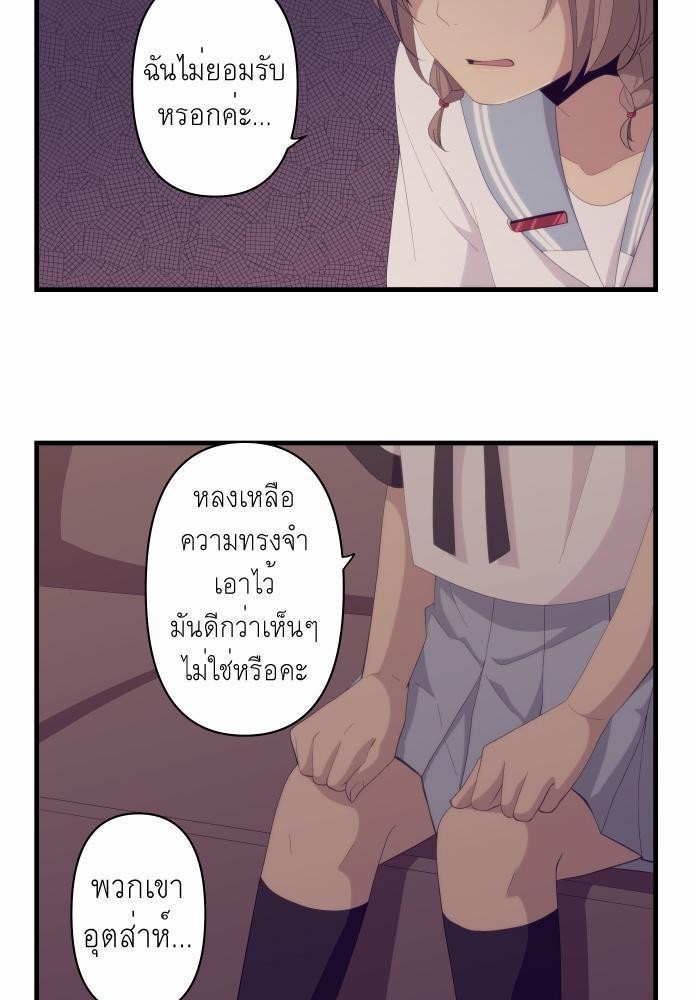 ฉันไม่ยอมรับ
หรอกค่ะ...
หลงเหลือ
ความทรงจำ
เอาไว้
มันดีกว่าเห็นๆ
ไม่ใช่หรือคะ
พวกเขา
อุตส่าห์...